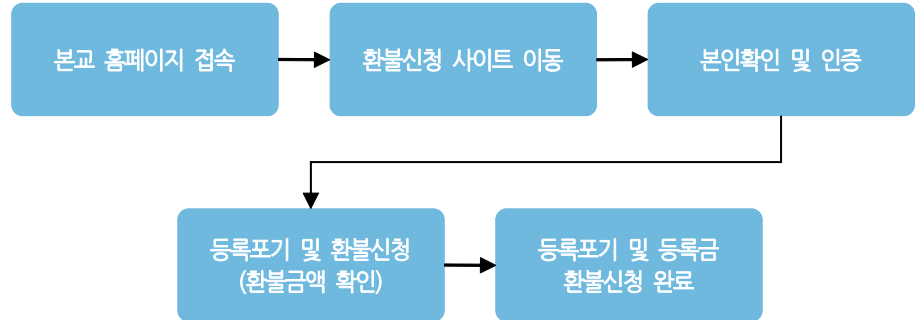 본교 홈페이지 접속
환불신청 사이트 이동
본인확인 및 인증
등록포기 및 환불신청
(환불금액 확인)
등록포기 및 등록금
환불신청 완료